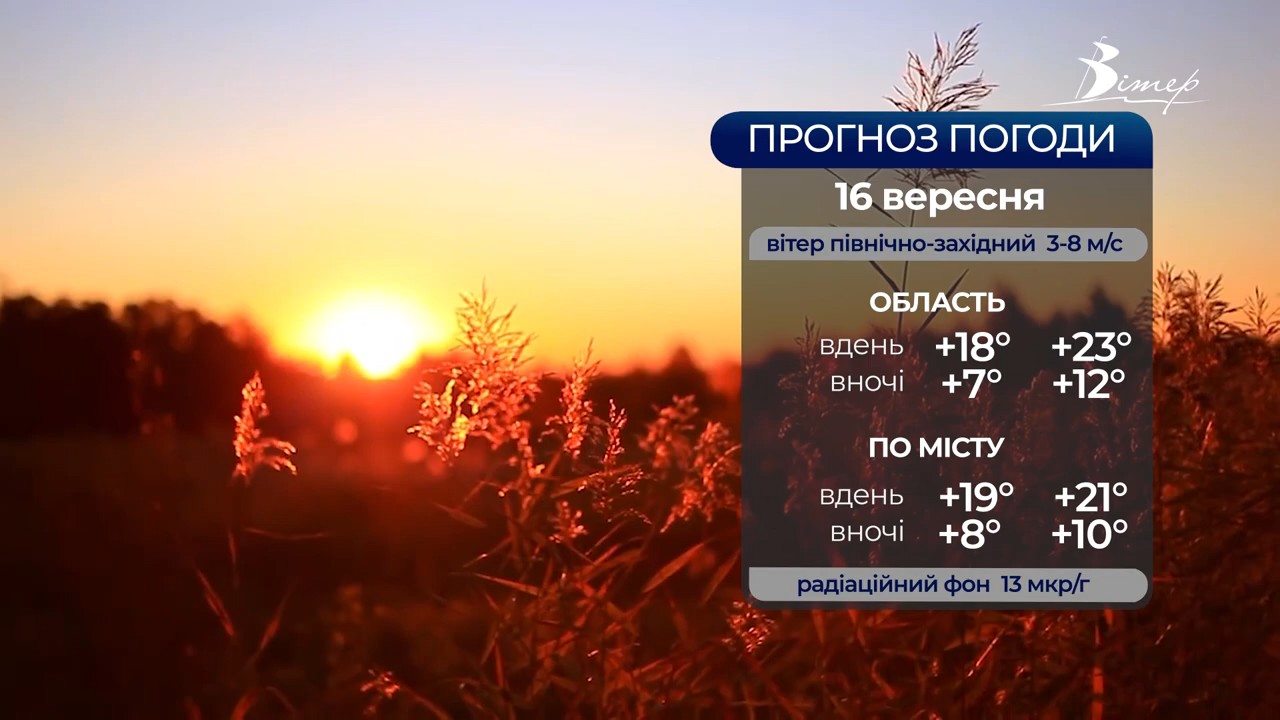 Вітер
ПРОГНОЗ ПОГОДИ
16 вересня
вітер північно-західний 3-8 м/с
ОБЛАСТЬ
вдень +18° +23°
вночі +7° +12°
ПО МІСТУ
вдень +19° +21°
вночі +8° +10°
радіаційний фон 13 мкр/г